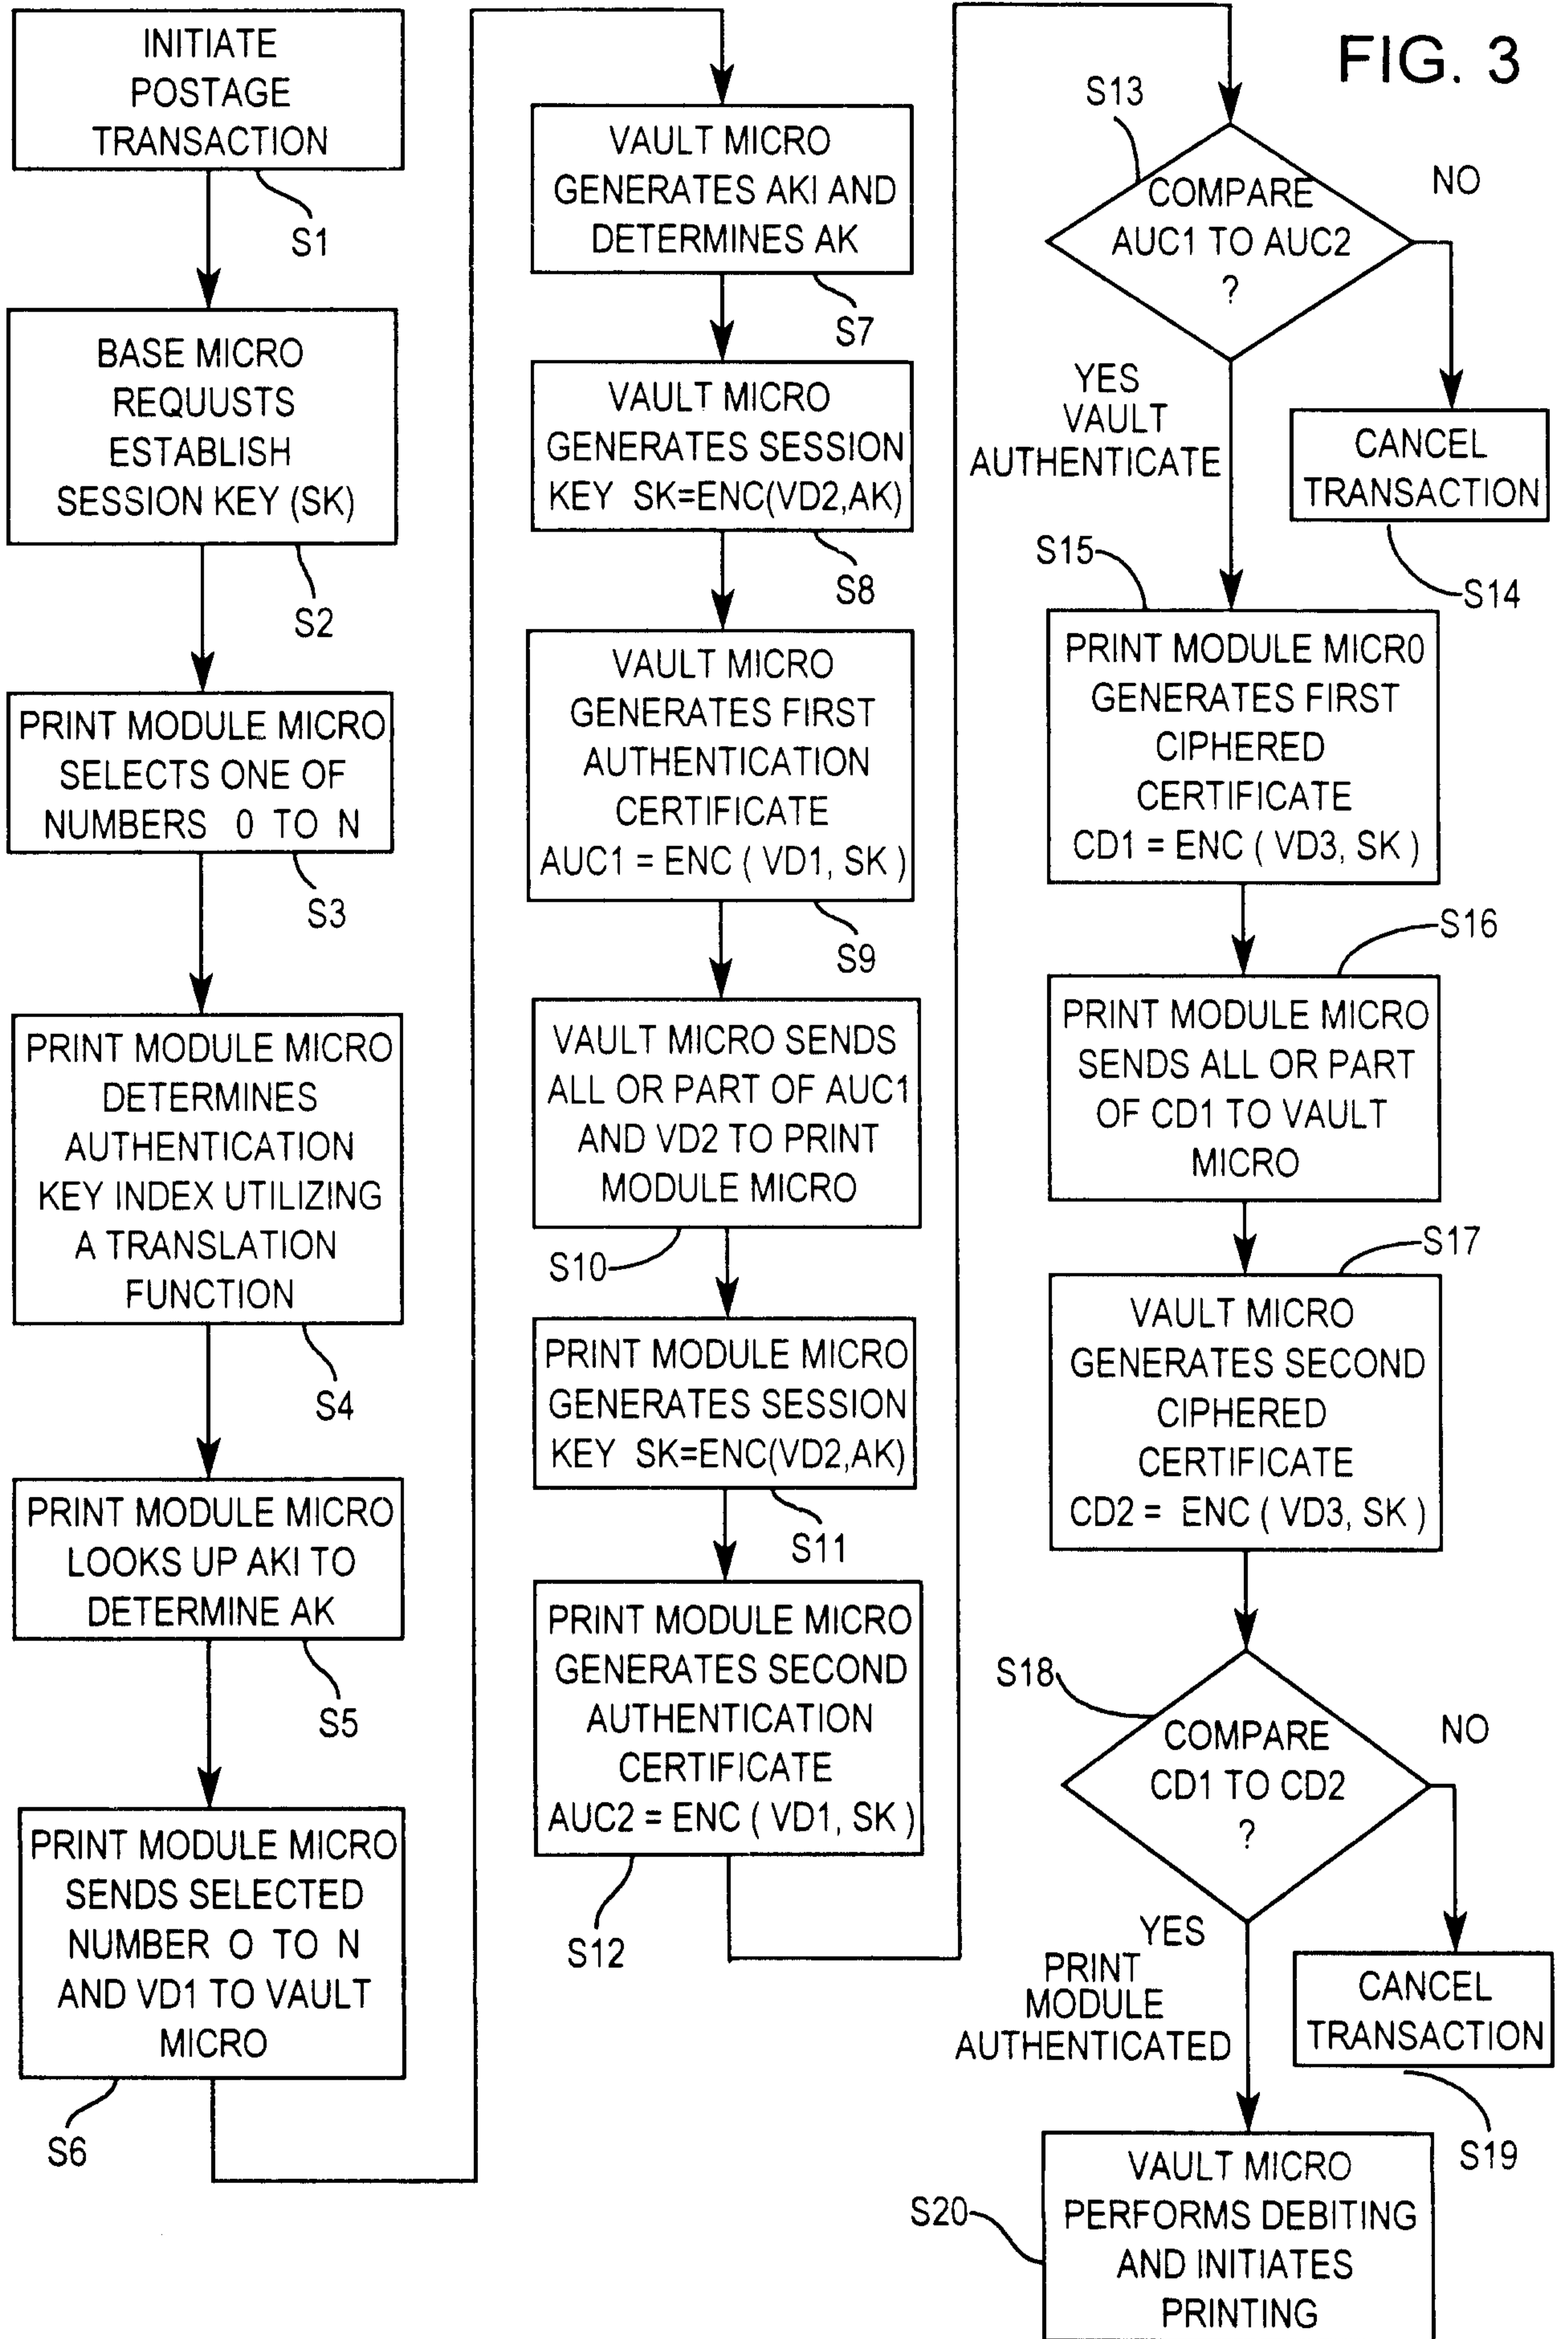 FIG. 3
INITIATE
POSTAGE
TRANSACTION
S1
BASE MICRO
REQUUSTS
ESTABLISH
SESSION KEY (SK)
S2
PRINT MODULE MICRO
SELECTS ONE OF
NUMBERS 0 TO N
S3
PRINT MODULE MICRO
DETERMINES
AUTHENTICATION
KEY INDEX UTILIZING
A TRANSLATION
FUNCTION
S4
PRINT MODULE MICRO
LOOKS UP AKI TO
DETERMINE AK
S5
PRINT MODULE MICRO
SENDS SELECTED
NUMBER O TO N
AND VD1 TO VAULT
MICRO
S6
VAULT MICRO
GENERATES AKI AND
DETERMINES AK
S7
VAULT MICRO
GENERATES SESSION
KEY SK=ENC(VD2,AK)
S8
VAULT MICRO
GENERATES FIRST
AUTHENTICATION
CERTIFICATE
AUC1 = ENC ( VD1, SK )
S9
VAULT MICRO SENDS
ALL OR PART OF AUC1
AND VD2 TO PRINT
MODULE MICRO
S10
PRINT MODULE MICRO
GENERATES SESSION
KEY SK=ENC(VD2,AK)
S11
PRINT MODULE MICRO
GENERATES SECOND
AUTHENTICATION
CERTIFICATE
AUC2 = ENC ( VD1, SK )
S12
S13
COMPARE
AUC1 TO AUC2
?
NO
YES
VAULT
AUTHENTICATE
CANCEL
TRANSACTION
S14
S15
PRINT MODULE MICR0
GENERATES FIRST
CIPHERED
CERTIFICATE
CD1 = ENC ( VD3, SK )
S16
PRINT MODULE MICRO
SENDS ALL OR PART
OF CD1 TO VAULT
MICRO
S17
VAULT MICRO
GENERATES SECOND
CIPHERED
CERTIFICATE
CD2 = ENC ( VD3, SK )
S18
COMPARE
CD1 TO CD2
?
NO
YES
PRINT
MODULE
AUTHENTICATED
CANCEL
TRANSACTION
S19
S20
VAULT MICRO
PERFORMS DEBITING
AND INITIATES
PRINTING